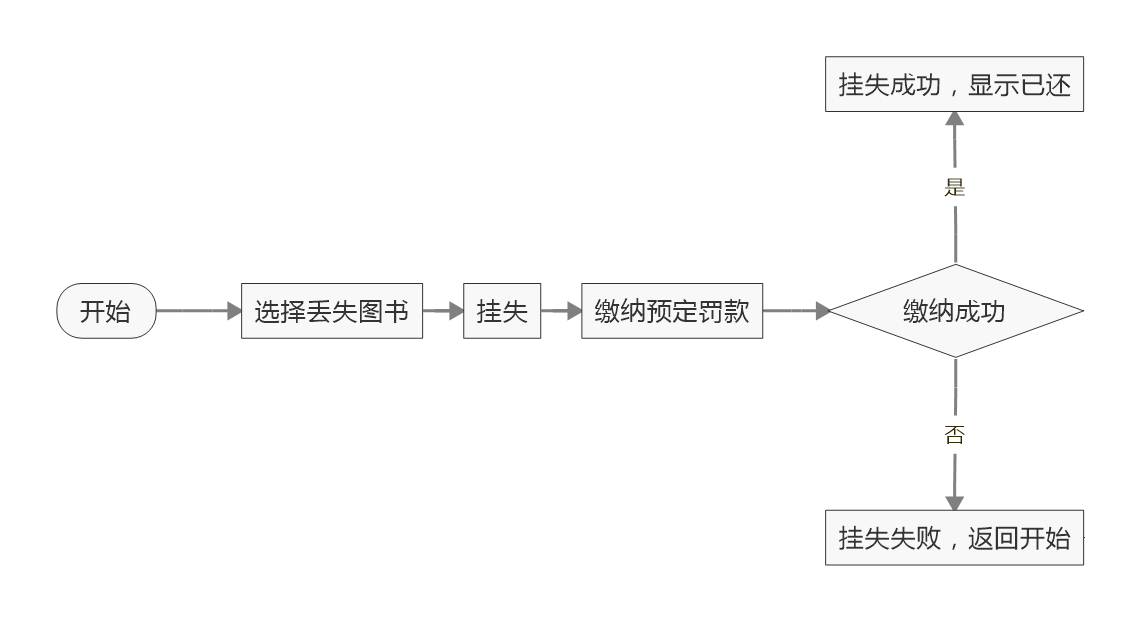 挂失成功，显示已还
是
开始
选择丢失图书
挂失
缴纳预定罚款
缴纳成功
否
挂失失败，返回开始